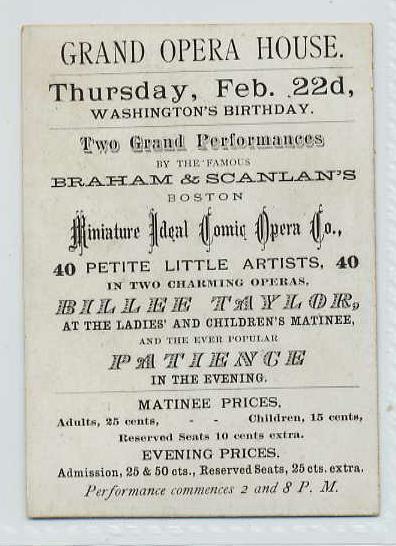 GRAND OPERA HOUSE.
Thursday, Feb. 22d,
WASHINGTON'S BIRTHDAY.
Two Grand Performances
BY THE FAMOUS
BRAHAM & SCANLAN'S
BOSTON
Miniature Ideal Comic Opera Co.,
40 PETITE LITTLE ARTISTS, 40
IN TWO CHARMING OPERAS,
BILLEE TAYLOR,
AT THE LADIES' AND CHILDREN'S MATINEE,
AND THE EVER POPULAR
PATIENCE
IN THE EVENING.
MATINEE PRICES,
Adults, 25 cents, - - Children, 15 cents,
Reserved Seats 10 cents extra.
EVENING PRICES.
Admission, 25 & 50 cts., Reserved Seats, 25 cts. extra.
Performance commences 2 and 8 P. M.